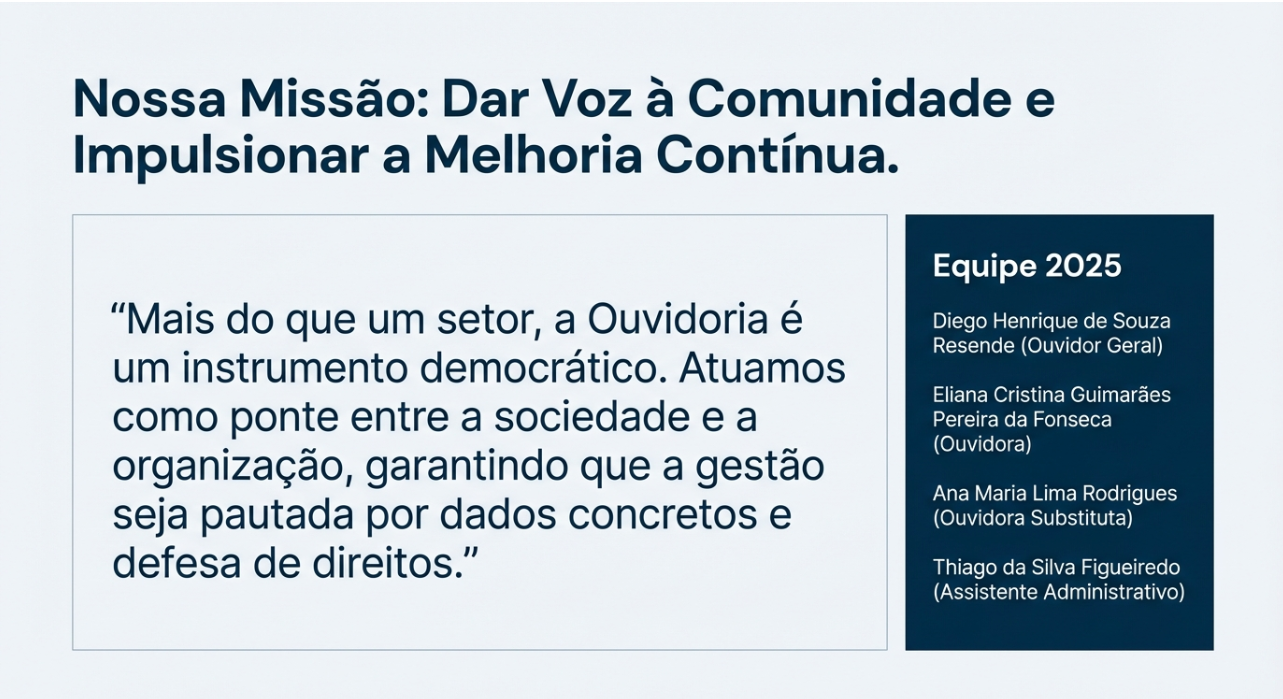 Nossa Missão: Dar Voz à Comunidade e
Impulsionar a Melhoria Contínua.
“Mais do que um setor, a Ouvidoria é
um instrumento democrático. Atuamos
como ponte entre a sociedade e a
organização, garantindo que a gestão
seja pautada por dados concretos e
defesa de direitos.”
Equipe 2025
Diego Henrique de Souza
Resende (Ouvidor Geral)
Eliana Cristina Guimarães
Pereira da Fonseca
(Ouvidora)
Ana Maria Lima Rodrigues
(Ouvidora Substituta)
Thiago da Silva Figueiredo
(Assistente Administrativo)